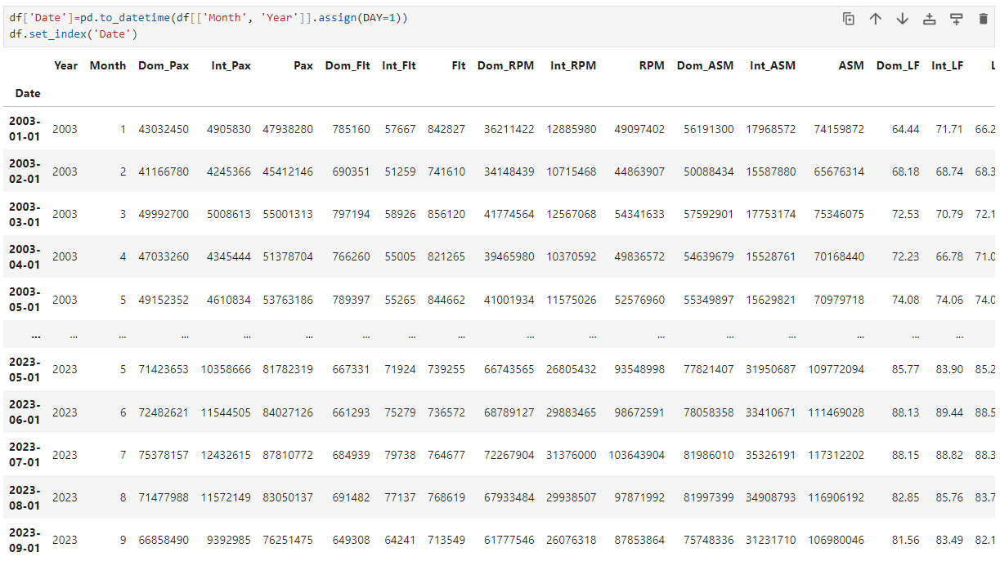 df['Date']=pd.to_datetime(df[['Month', 'Year']].assign(DAY=1))
df.set_index('Date')
Year Month Dom_Pax Int_Pax Pax Dom_Flt Int_Flt Flt Dom_RPM Int_RPM RPM Dom_ASM Int_ASM ASM Dom_LF Int_LF L
Date
2003-
01-01 2003 1 43032450 4905830 47938280 785160 57667 842827 36211422 12885980 49097402 56191300 17968572 74159872 64.44 71.71 66.2
2003-
02-01 2003 2 41166780 4245366 45412146 690351 51259 741610 34148439 10715468 44863907 50088434 15587880 65676314 68.18 68.74 68.3
2003-
03-01 2003 3 49992700 5008613 55001313 797194 58926 856120 41774564 12567068 54341633 57592901 17753174 75346075 72.53 70.79 72.1
2003-
04-01 2003 4 47033260 4345444 51378704 766260 55005 821265 39465980 10370592 49836572 54639679 15528761 70168440 72.23 66.78 71.0
2003-
05-01 2003 5 49152352 4610834 53763186 789397 55265 844662 41001934 11575026 52576960 55349897 15629821 70979718 74.08 74.06 74.0
... ... ... ... ... ... ... ... ... ... ... ... ... ... ... ... ...
2023-
05-01 2023 5 71423653 10358666 81782319 667331 71924 739255 66743565 26805432 93548998 77821407 31950687 109772094 85.77 83.90 85.2
2023-
06-01 2023 6 72482621 11544505 84027126 661293 75279 736572 68789127 29883465 98672591 78058358 33410671 111469028 88.13 89.44 88.5
2023-
07-01 2023 7 75378157 12432615 87810772 684939 79738 764677 72267904 31376000 103643904 81986010 35326191 117312202 88.15 88.82 88.3
2023-
08-01 2023 8 71477988 11572149 83050137 691482 77137 768619 67933484 29938507 97871992 81997399 34908793 116906192 82.85 85.76 83.7
2023-
09-01 2023 9 66858490 9392985 76251475 649308 64241 713549 61777546 26076318 87853864 75748336 31231710 106980046 81.56 83.49 82.1